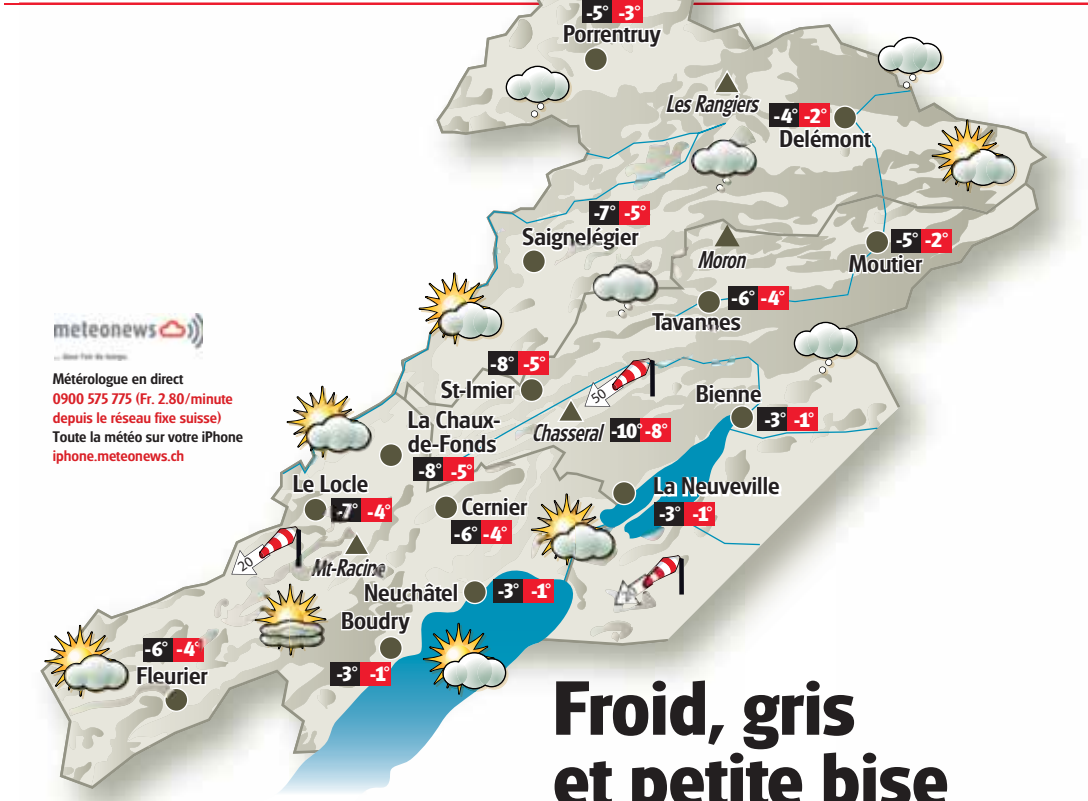 -5° -3°
Porrentruy
Les Rangiers
-4° -2°
Delémont
-7° -5°
Saignelégier
Moron
-5° -2°
Moutier
-6° -4°
Tavannes
meteonews
Métérologue en direct
0900 575 775 (Fr. 2.80/minute
depuis le réseau fixe suisse)
Toute la météo sur votre iPhone
iphone.meteonews.ch
-8° -5°
St-Imier
50
Chasseral -10° -8°
Bienne
-3° -1°
La Chaux-
de-Fonds
-8° -5°
Le Locle
-7° -4°
Cernier
-6° -4°
La Neuveville
-3° -1°
20
Mt-Racine
Neuchâtel -3° -1°
Boudry
-3° -1°
-6° -4°
Fleurier
Froid, gris
et petite bise